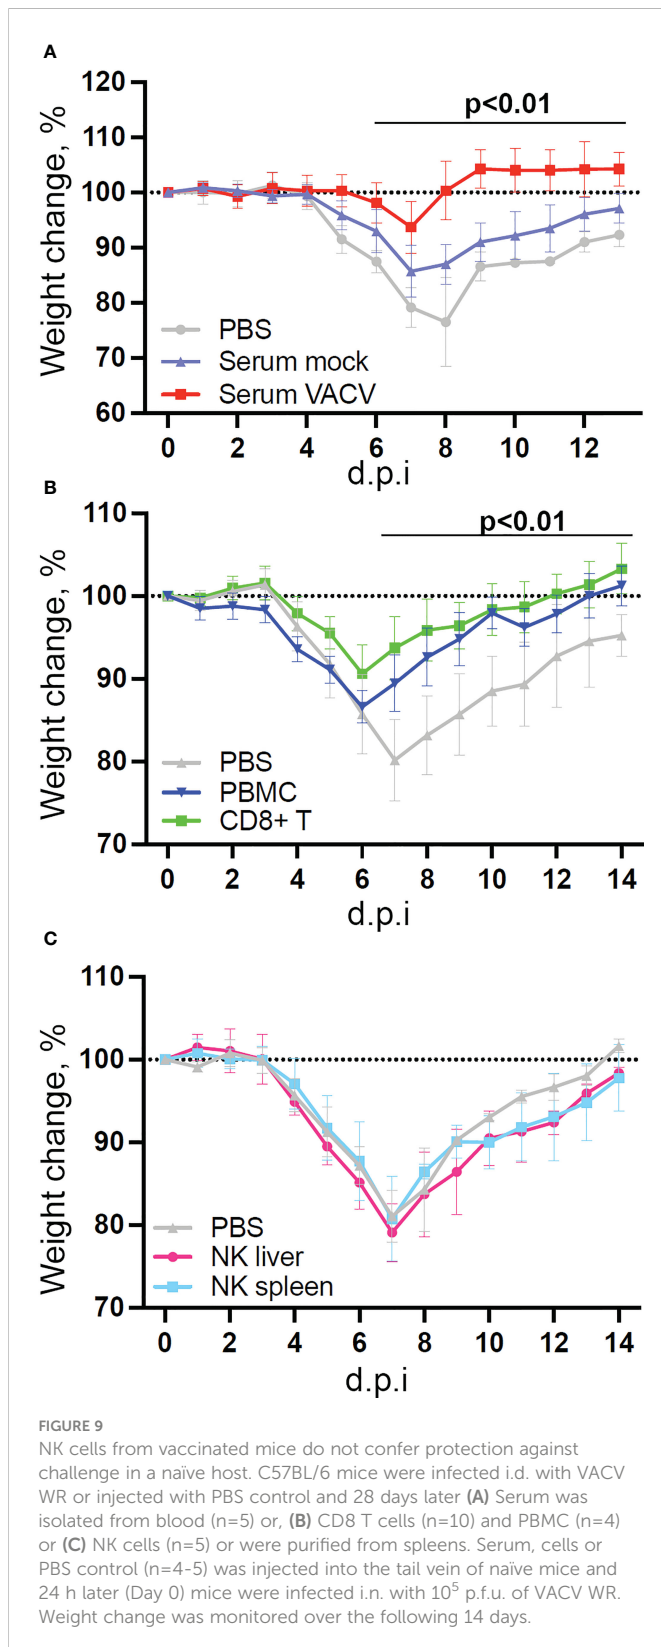 A
120
110
100
90
80
70
60
Weight change, %
p<0.01
PBS
Serum mock
Serum VACV
0 2 4 6 8 10 12
d.p.i
B
110
100
90
80
70
Weight change, %
p<0.01
PBS
PBMC
CD8+ T
0 2 4 6 8 10 12 14
d.p.i
C
110
100
90
80
70
Weight change, %
PBS
NK liver
NK spleen
0 2 4 6 8 10 12 14
d.p.i
FIGURE 9
NK cells from vaccinated mice do not confer protection against
challenge in a naïve host. C57BL/6 mice were infected i.d. with VACV
WR or injected with PBS control and 28 days later (A) Serum was
isolated from blood (n=5) or, (B) CD8 T cells (n=10) and PBMC (n=4)
or (C) NK cells (n=5) or were purified from spleens. Serum, cells or
PBS control (n=4-5) was injected into the tail vein of naïve mice and
24 h later (Day 0) mice were infected i.n. with 10⁵ p.f.u. of VACV WR.
Weight change was monitored over the following 14 days.